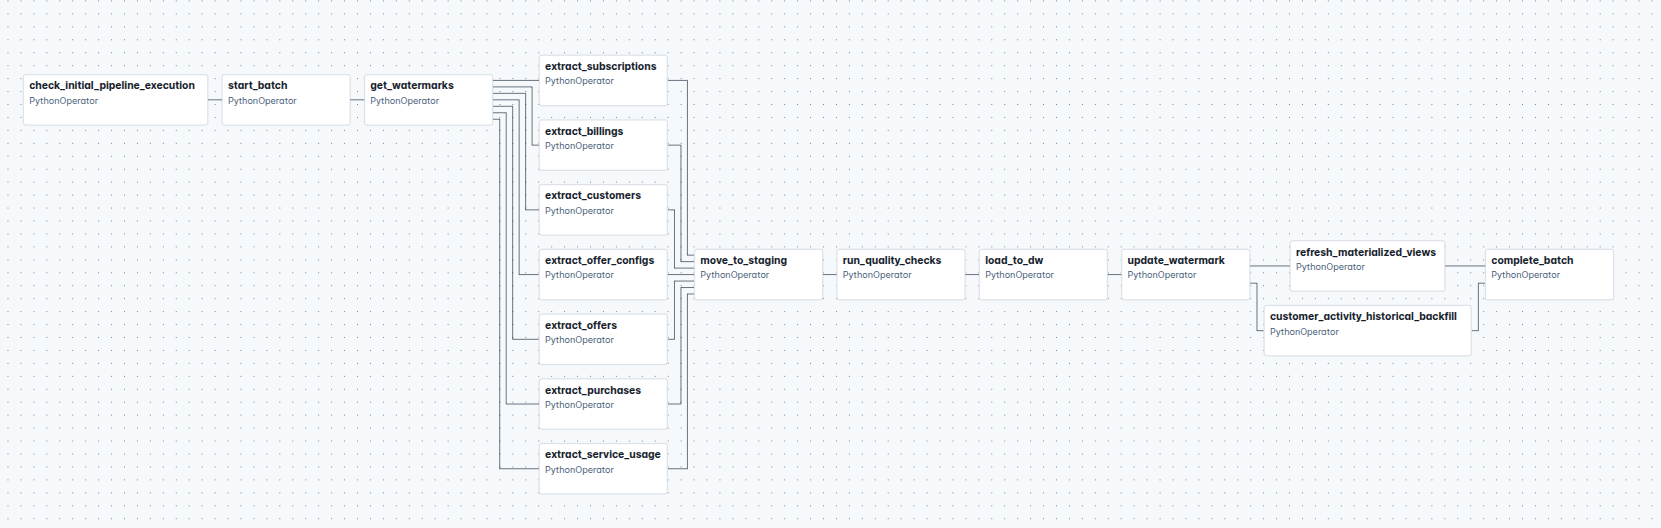 check_initial_pipeline_execution
PythonOperator
start_batch
PythonOperator
get_watermarks
PythonOperator
extract_subscriptions
PythonOperator
extract_billings
PythonOperator
extract_customers
PythonOperator
extract_offer_configs
PythonOperator
extract_offers
PythonOperator
extract_purchases
PythonOperator
extract_service_usage
PythonOperator
move_to_staging
PythonOperator
run_quality_checks
PythonOperator
load_to_dw
PythonOperator
update_watermark
PythonOperator
refresh_materialized_views
PythonOperator
customer_activity_historical_backfill
PythonOperator
complete_batch
PythonOperator